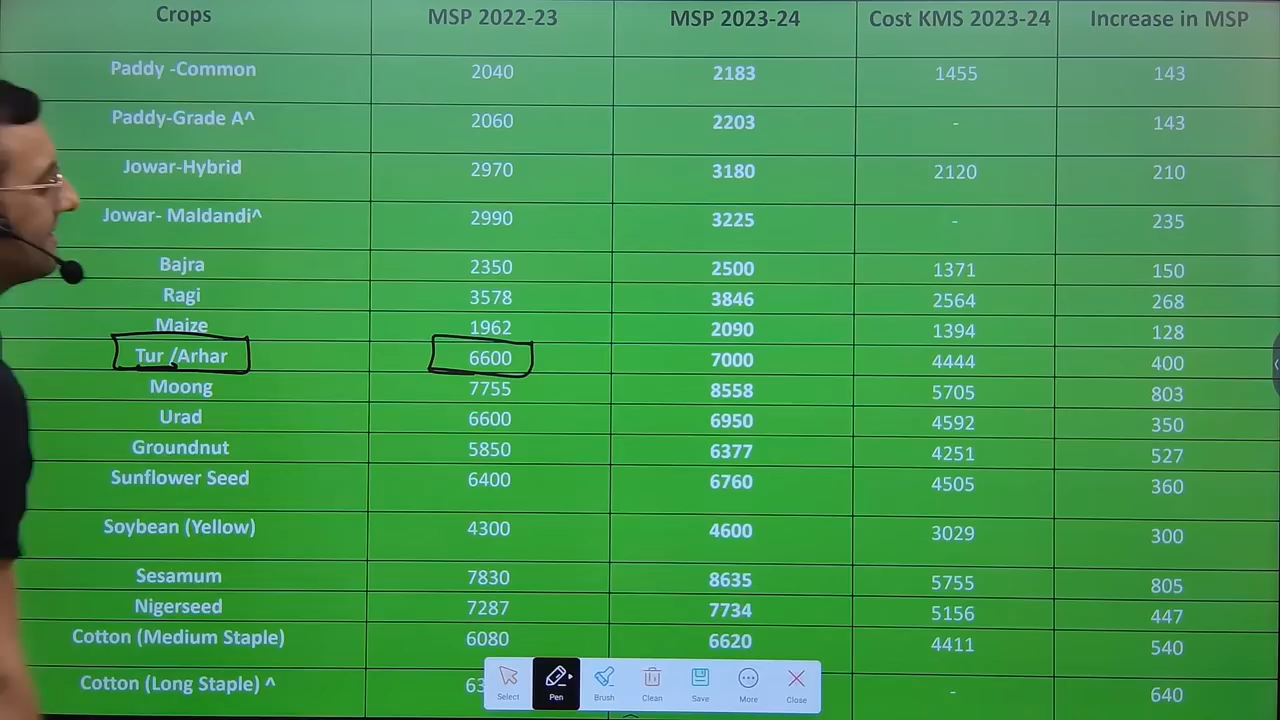 Crops MSP 2022-23 MSP 2023-24 Cost KMS 2023-24 Increase in MSP
Paddy -Common 2040 2183 1455 143
Paddy-Grade A^ 2060 2203 - 143
Jowar-Hybrid 2970 3180 2120 210
Jowar- Maldandi^ 2990 3225 - 235
Bajra 2350 2500 1371 150
Ragi 3578 3846 2564 268
Maize 1962 2090 1394 128
Tur /Arhar 6600 7000 4444 400
Moong 7755 8558 5705 803
Urad 6600 6950 4592 350
Groundnut 5850 6377 4251 527
Sunflower Seed 6400 6760 4505 360
Soybean (Yellow) 4300 4600 3029 300
Sesamum 7830 8635 5755 805
Nigerseed 7287 7734 5156 447
Cotton (Medium Staple) 6080 6620 4411 540
Cotton (Long Staple) ^ - 640
Select Pen Brush Clean Save More Close